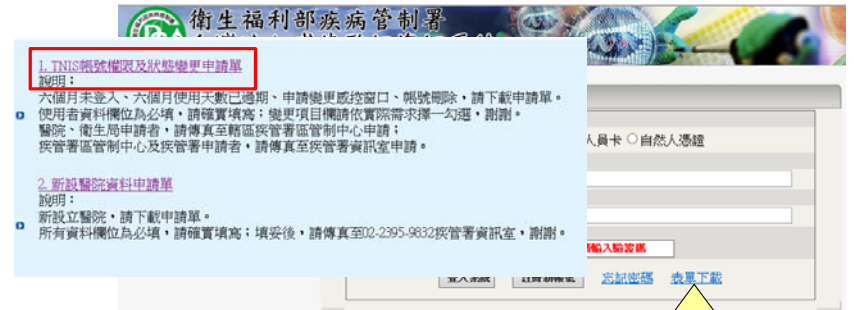 衛生福利部疾病管制署
1. TNIS帳號權限及狀態變更申請單
說明：
六個月未登入、六個月使用天數已過期、申請變更感控窗口、帳號刪除，請下載申請單。
使用者資料欄位為必填，請確實填寫；變更項目欄請依實際需求擇一勾選，謝謝。
醫院、衛生局申請者，請傳真至轄區疾管署區管制中心申請；
疾管署區管制中心及疾管署申請者，請傳真至疾管署資訊室申請。
人員卡 自然人憑證
2. 新設醫院資料申請單
說明：
新設立醫院，請下載申請單。
所有資料欄位為必填，請確實填寫；填妥後，請傳真至02-2395-9832疾管署資訊室，謝謝。
輸入驗證碼
登入系統 註冊新帳號 忘記密碼 表單下載